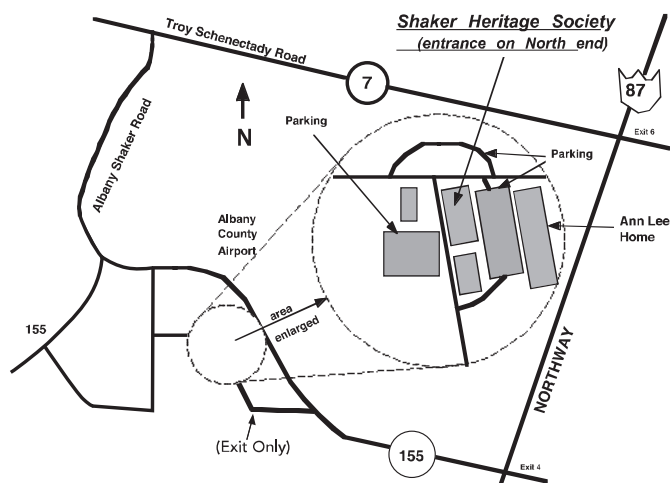 Shaker Heritage Society
(entrance on North end)
Troy Schenectady Road
7
87
N
Exit 6
Parking
Parking
Albany Shaker Road
Albany
County
Airport
Ann Lee
Home
area
enlarged
155
NORTHWAY
(Exit Only)
155
Exit 4